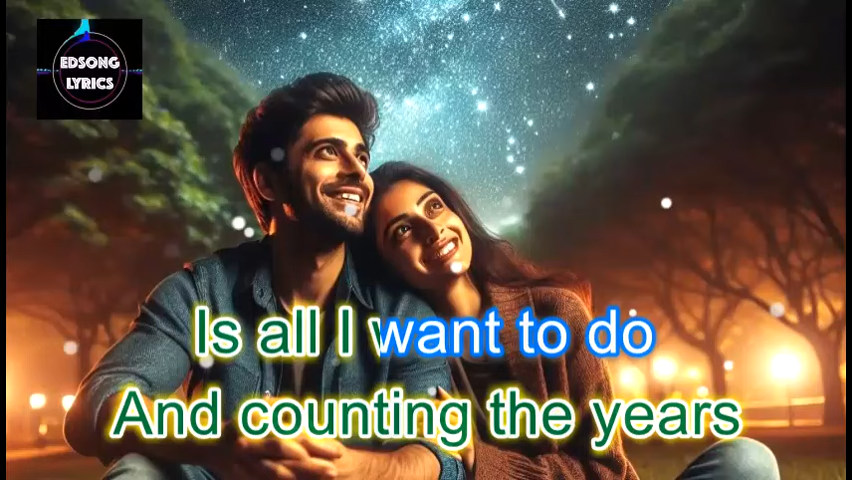 EDSONG
LYRICS
Is all I want to do
And counting the years